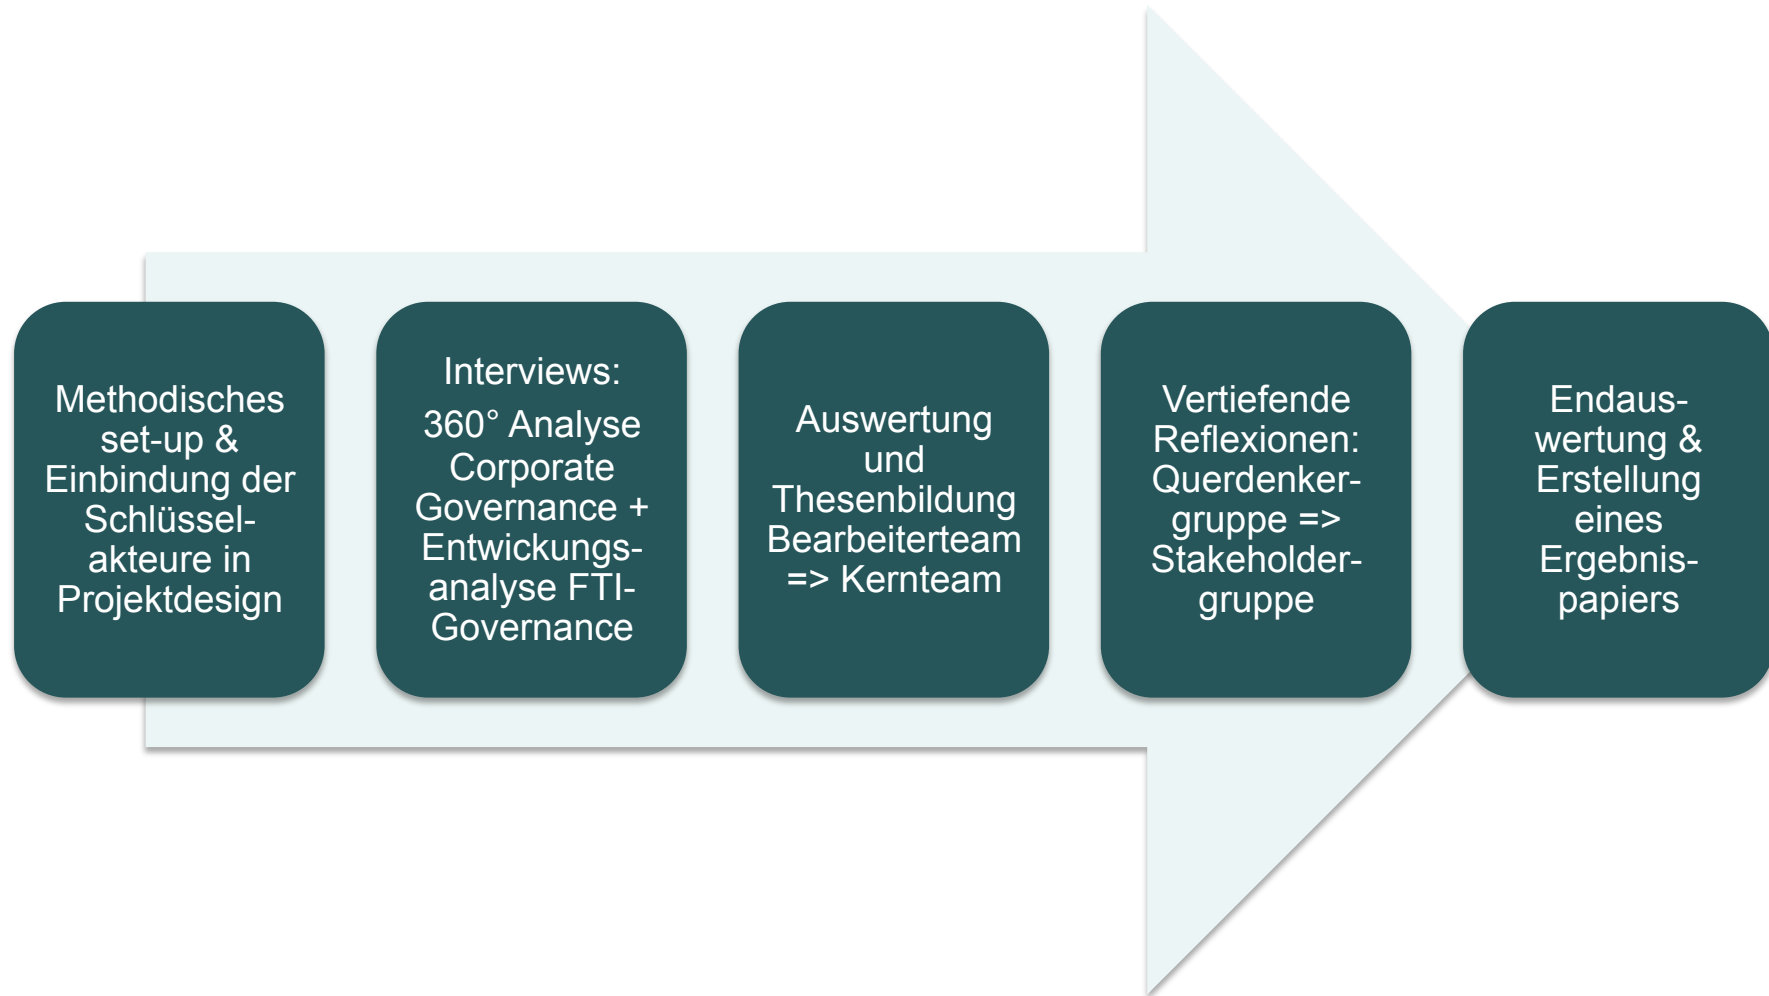 Methodisches
set-up &
Einbindung der
Schlüssel-
akteure in
Projektdesign
Interviews:
360° Analyse
Corporate
Governance +
Entwickungs-
analyse FTI-
Governance
Auswertung
und
Thesenbildung
Bearbeiterteam
=> Kernteam
Vertiefende
Reflexionen:
Querdenker-
gruppe =>
Stakeholder-
gruppe
Endaus-
wertung &
Erstellung
eines
Ergebnis-
papiers